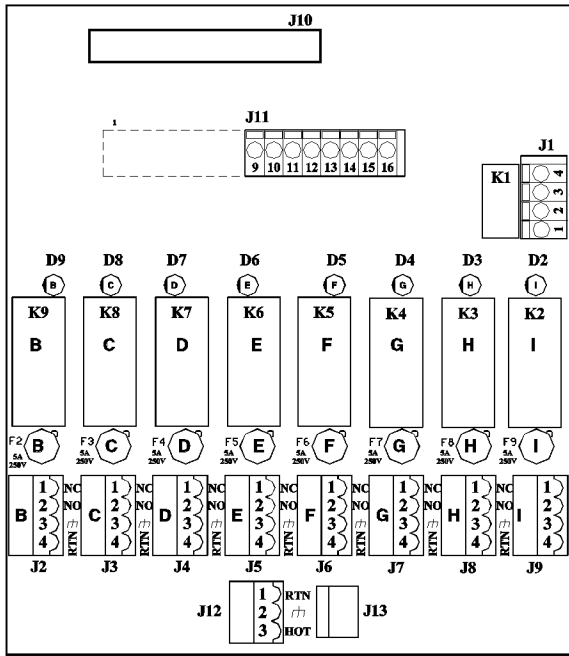 J10
J11
1
9 10 11 12 13 14 15 16
J1
K1
4
3
2
1
D9 D8 D7 D6 D5 D4 D3 D2
B C D E F G H I
K9 K8 K7 K6 K5 K4 K3 K2
B C D E F G H I
F2 B F3 C F4 D F5 E F6 F F7 G F8 H F9 I
5A 5A 5A 5A 5A 5A 5A 5A
250V 250V 250V 250V 250V 250V 250V 250V
1 NC 1 NC 1 NC 1 NC 1 NC 1 NC 1 NC 1
2 NO 2 NO 2 NO 2 NO 2 NO 2 NO 2 NO 2
B 3 C 3 D 3 E 3 F 3 G 3 H 3 I 3
4 RTN 4 RTN 4 RTN 4 RTN 4 RTN 4 RTN 4 RTN 4
J2 J3 J4 J5 J6 J7 J8 J9
J12 1 RTN J13
2
3 HOT